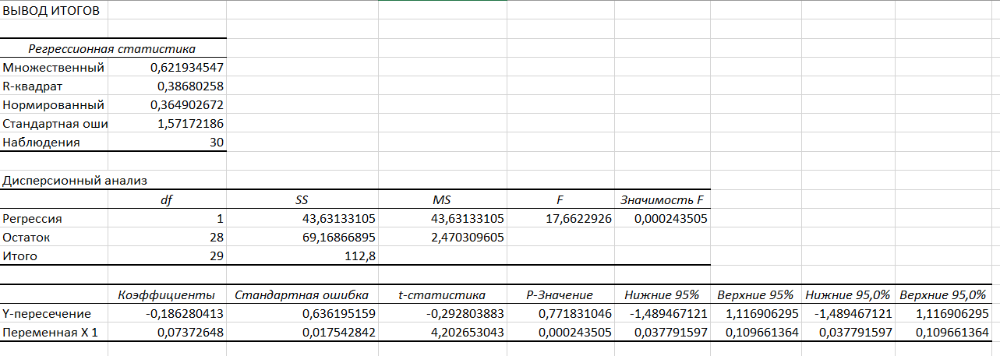 ВЫВОД ИТОГОВ
Регрессионная статистика
Множественный 0,621934547
R-квадрат 0,38680258
Нормированный 0,364902672
Стандартная оши 1,57172186
Наблюдения 30
Дисперсионный анализ
df SS MS F Значимость F
Регрессия 1 43,63133105 43,63133105 17,6622926 0,000243505
Остаток 28 69,16866895 2,470309605
Итого 29 112,8
Коэффициенты Стандартная ошибка t-статистика P-Значение Нижние 95% Верхние 95% Нижние 95,0% Верхние 95,0%
Y-пересечение -0,186280413 0,636195159 -0,292803883 0,771831046 -1,489467121 1,116906295 -1,489467121 1,116906295
Переменная X 1 0,07372648 0,017542842 4,202653043 0,000243505 0,037791597 0,109661364 0,037791597 0,109661364